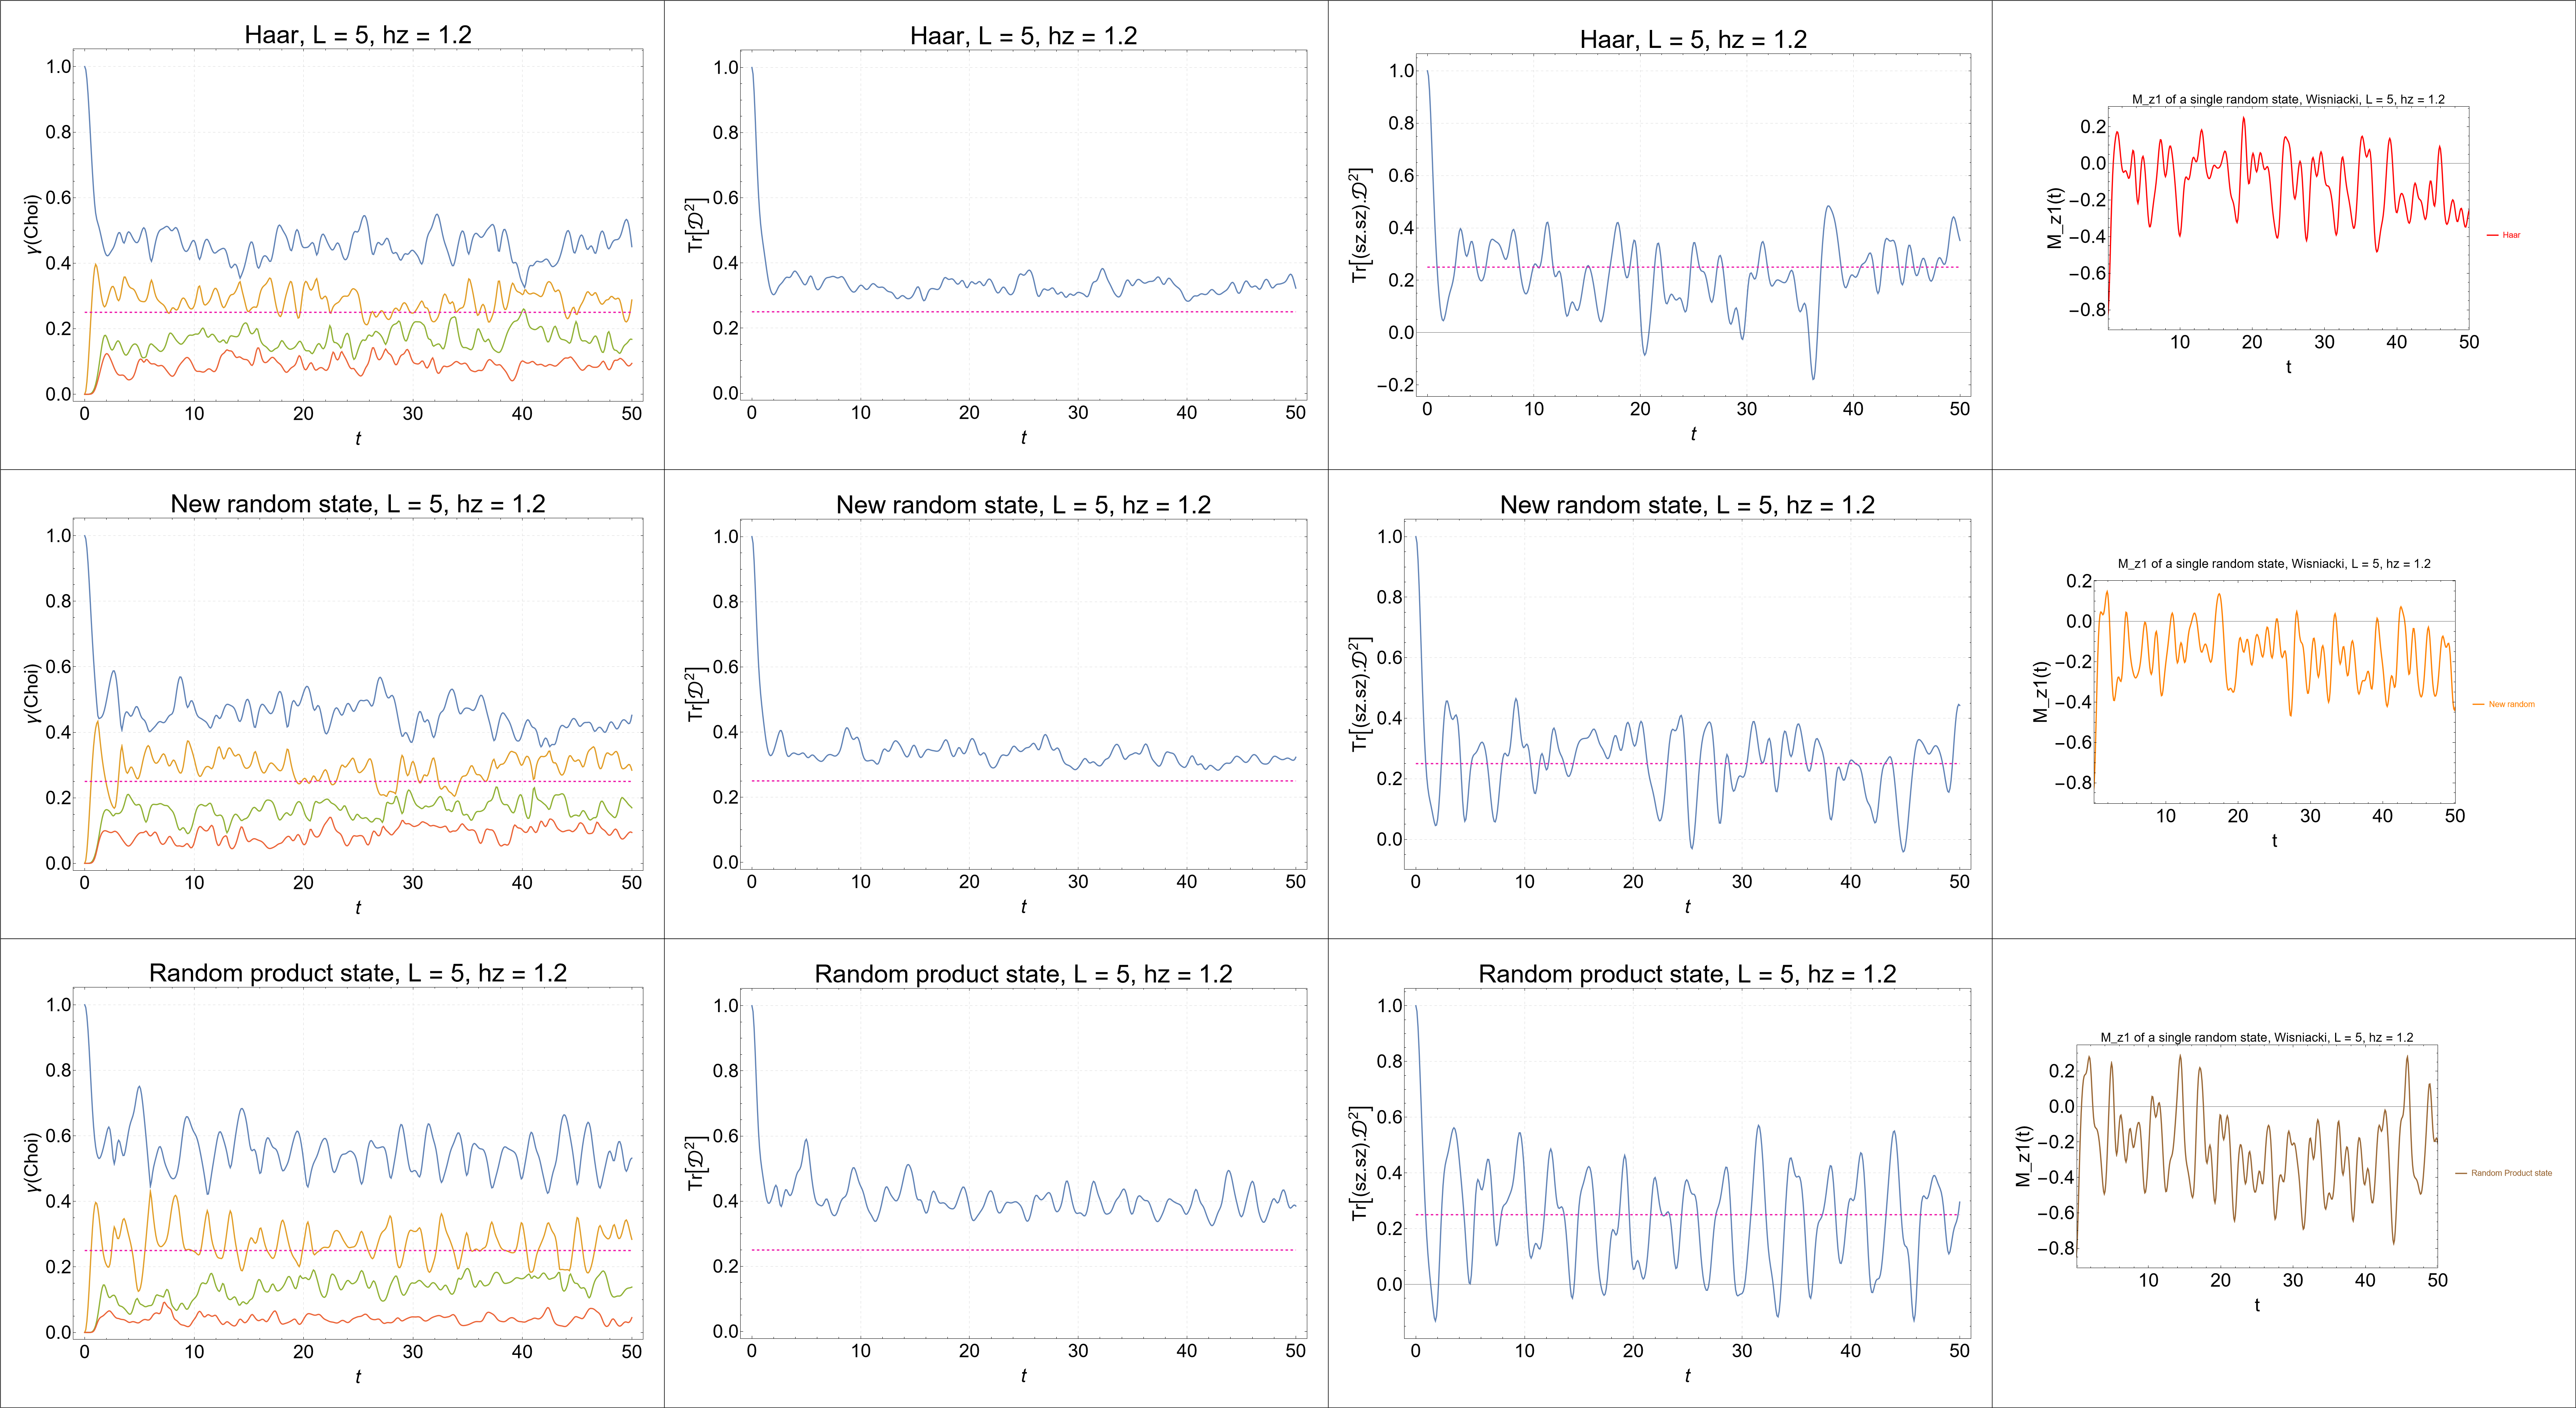 Haar, L = 5, hz = 1.2
γ(Choi)
1.0
0.8
0.6
0.4
0.2
0.0
0 10 20 30 40 50
t
Haar, L = 5, hz = 1.2
Tr[𝒟²]
1.0
0.8
0.6
0.4
0.2
0.0
0 10 20 30 40 50
t
Haar, L = 5, hz = 1.2
Tr[(sz.sz).𝒟²]
1.0
0.8
0.6
0.4
0.2
0.0
−0.2
0 10 20 30 40 50
t
M_z1 of a single random state, Wisniacki, L = 5, hz = 1.2
M_z1(t)
0.2
0.0
−0.2
−0.4
−0.6
−0.8
10 20 30 40 50
t
Haar
New random state, L = 5, hz = 1.2
γ(Choi)
1.0
0.8
0.6
0.4
0.2
0.0
0 10 20 30 40 50
t
New random state, L = 5, hz = 1.2
Tr[𝒟²]
1.0
0.8
0.6
0.4
0.2
0.0
0 10 20 30 40 50
t
New random state, L = 5, hz = 1.2
Tr[(sz.sz).𝒟²]
1.0
0.8
0.6
0.4
0.2
0.0
0 10 20 30 40 50
t
M_z1 of a single random state, Wisniacki, L = 5, hz = 1.2
M_z1(t)
0.2
0.0
−0.2
−0.4
−0.6
−0.8
10 20 30 40 50
t
New random
Random product state, L = 5, hz = 1.2
γ(Choi)
1.0
0.8
0.6
0.4
0.2
0.0
0 10 20 30 40 50
t
Random product state, L = 5, hz = 1.2
Tr[𝒟²]
1.0
0.8
0.6
0.4
0.2
0.0
0 10 20 30 40 50
t
Random product state, L = 5, hz = 1.2
Tr[(sz.sz).𝒟²]
1.0
0.8
0.6
0.4
0.2
0.0
0 10 20 30 40 50
t
M_z1 of a single random state, Wisniacki, L = 5, hz = 1.2
M_z1(t)
0.2
0.0
−0.2
−0.4
−0.6
−0.8
10 20 30 40 50
t
Random Product state